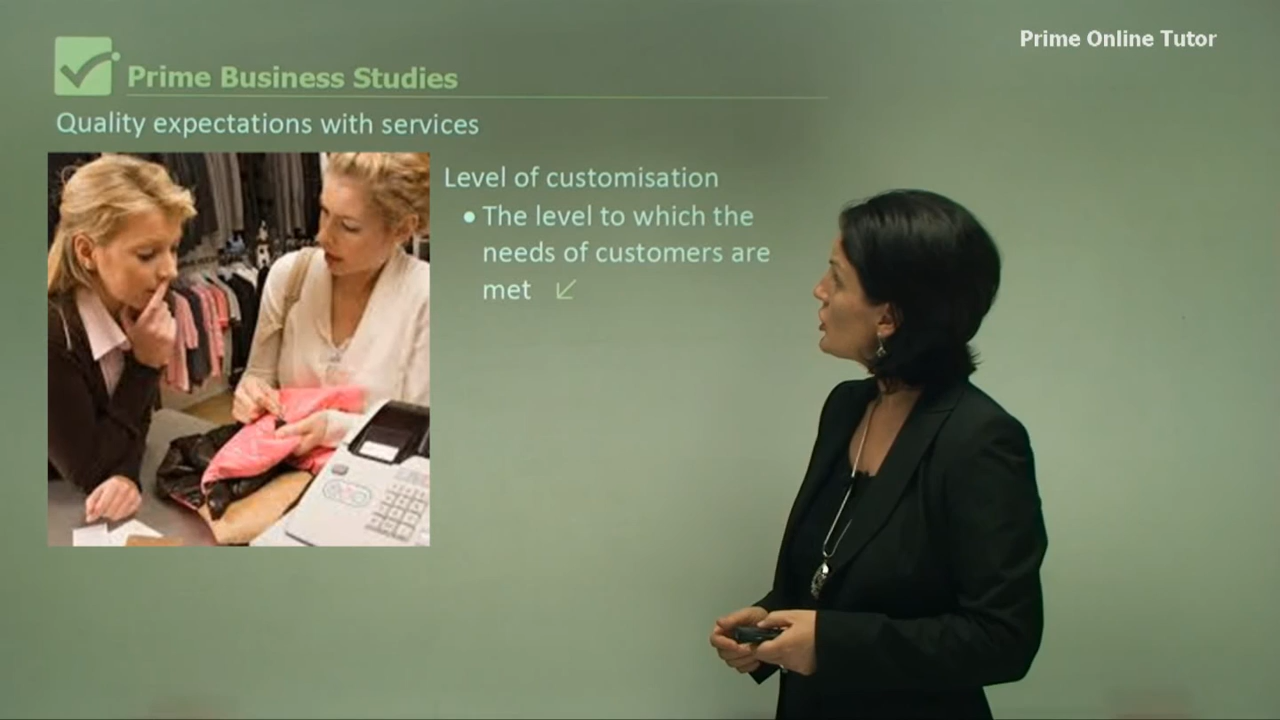 Prime Online Tutor
Prime Business Studies
Quality expectations with services
Level of customisation
• The level to which the
needs of customers are
met